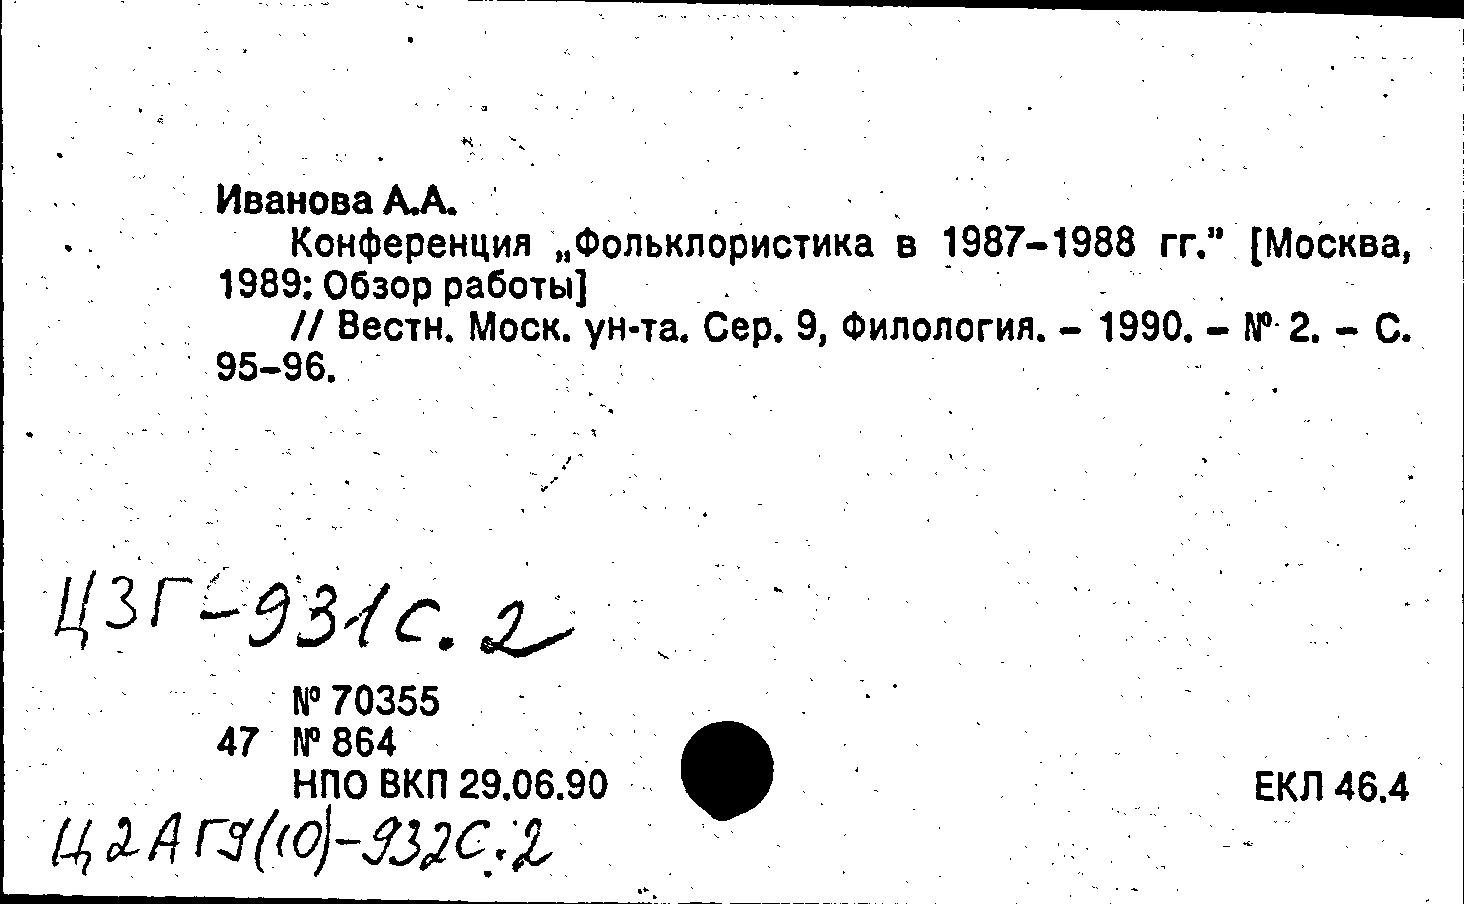 Иванова А.А.
Конференция „Фольклористика в 1987–1988 гг.” [Москва,
1989: Обзор работы]
// Вестн. Моск. ун-та. Сер. 9, Филология. – 1990. – № 2. – С.
95–96.
Ц3Г-931с.2
№ 70355
47 № 864
НПО ВКП 29.06.90
ЕКЛ 46.4
Ц2АГ9(10)-932С.2